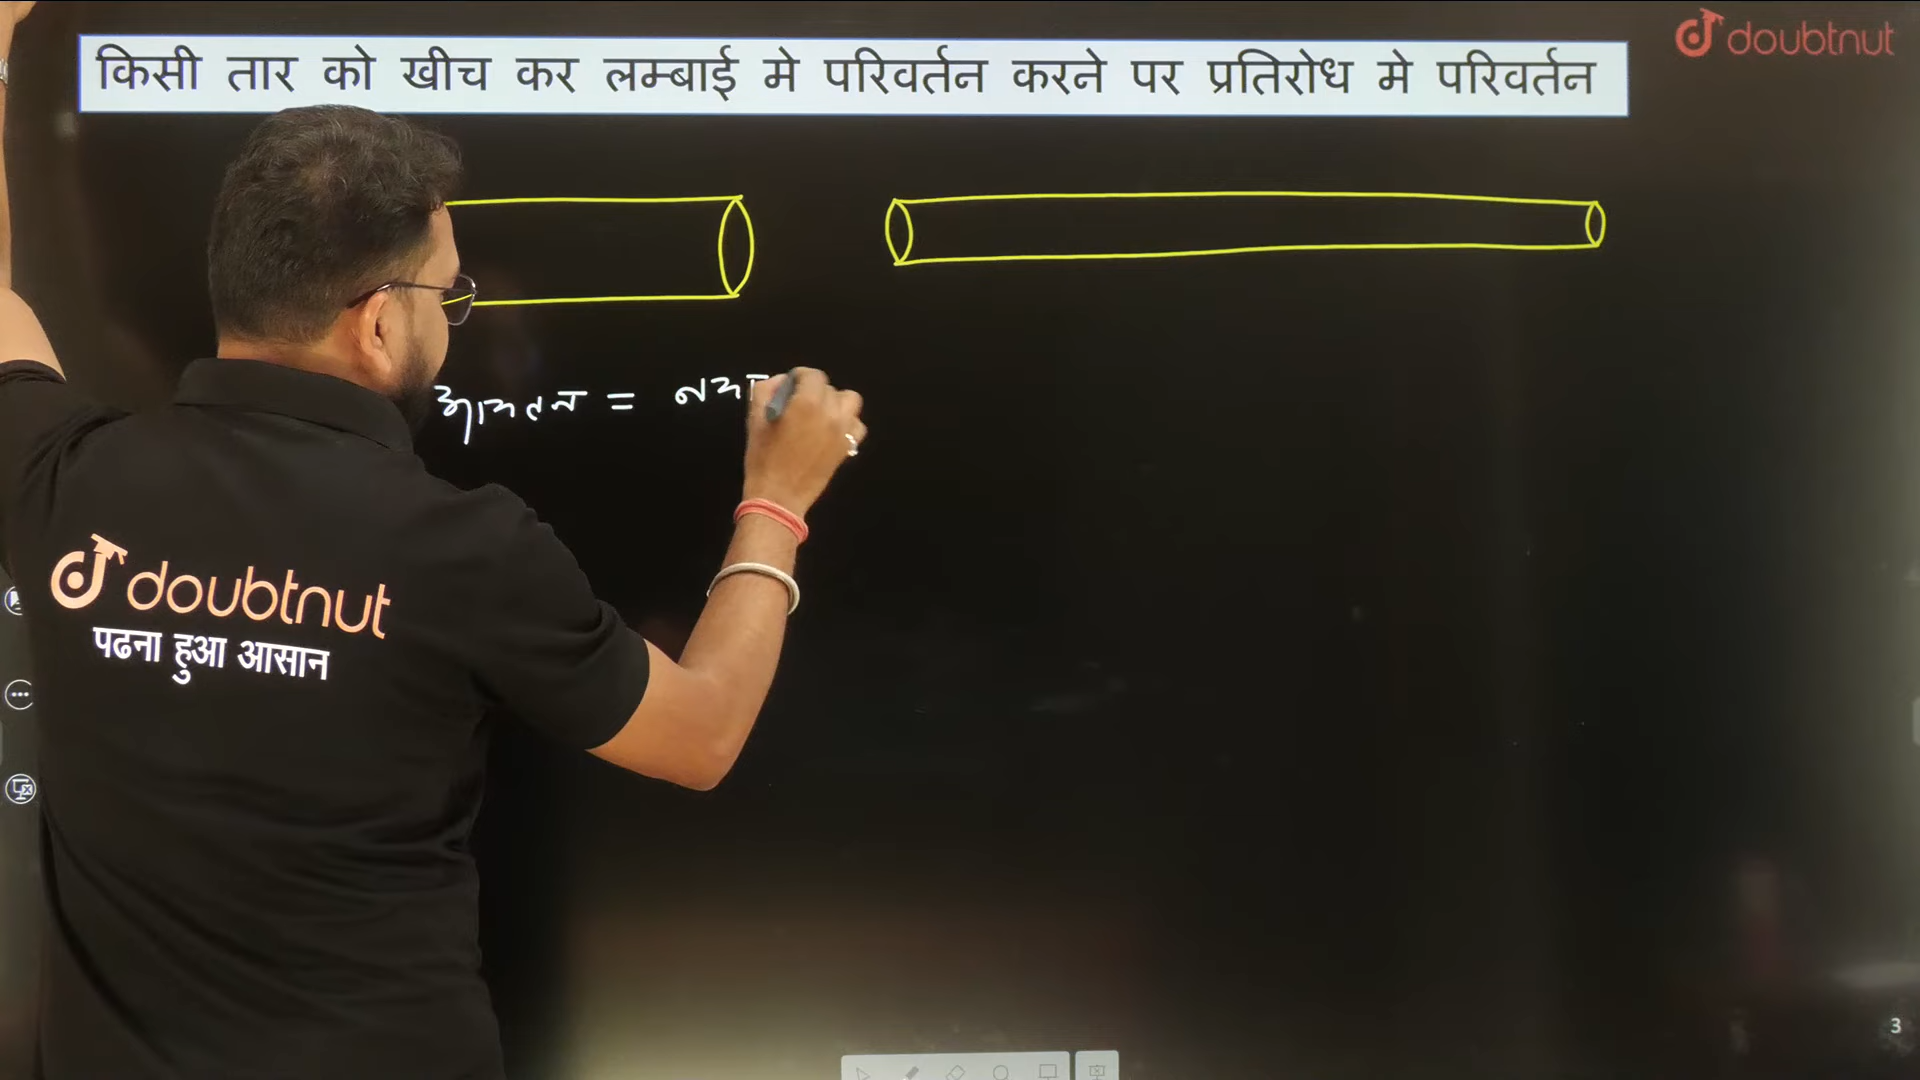 किसी तार को खीच कर लम्बाई मे परिवर्तन करने पर प्रतिरोध मे परिवर्तन
doubtnut
आयतन =
doubtnut
पढना हुआ आसान
3